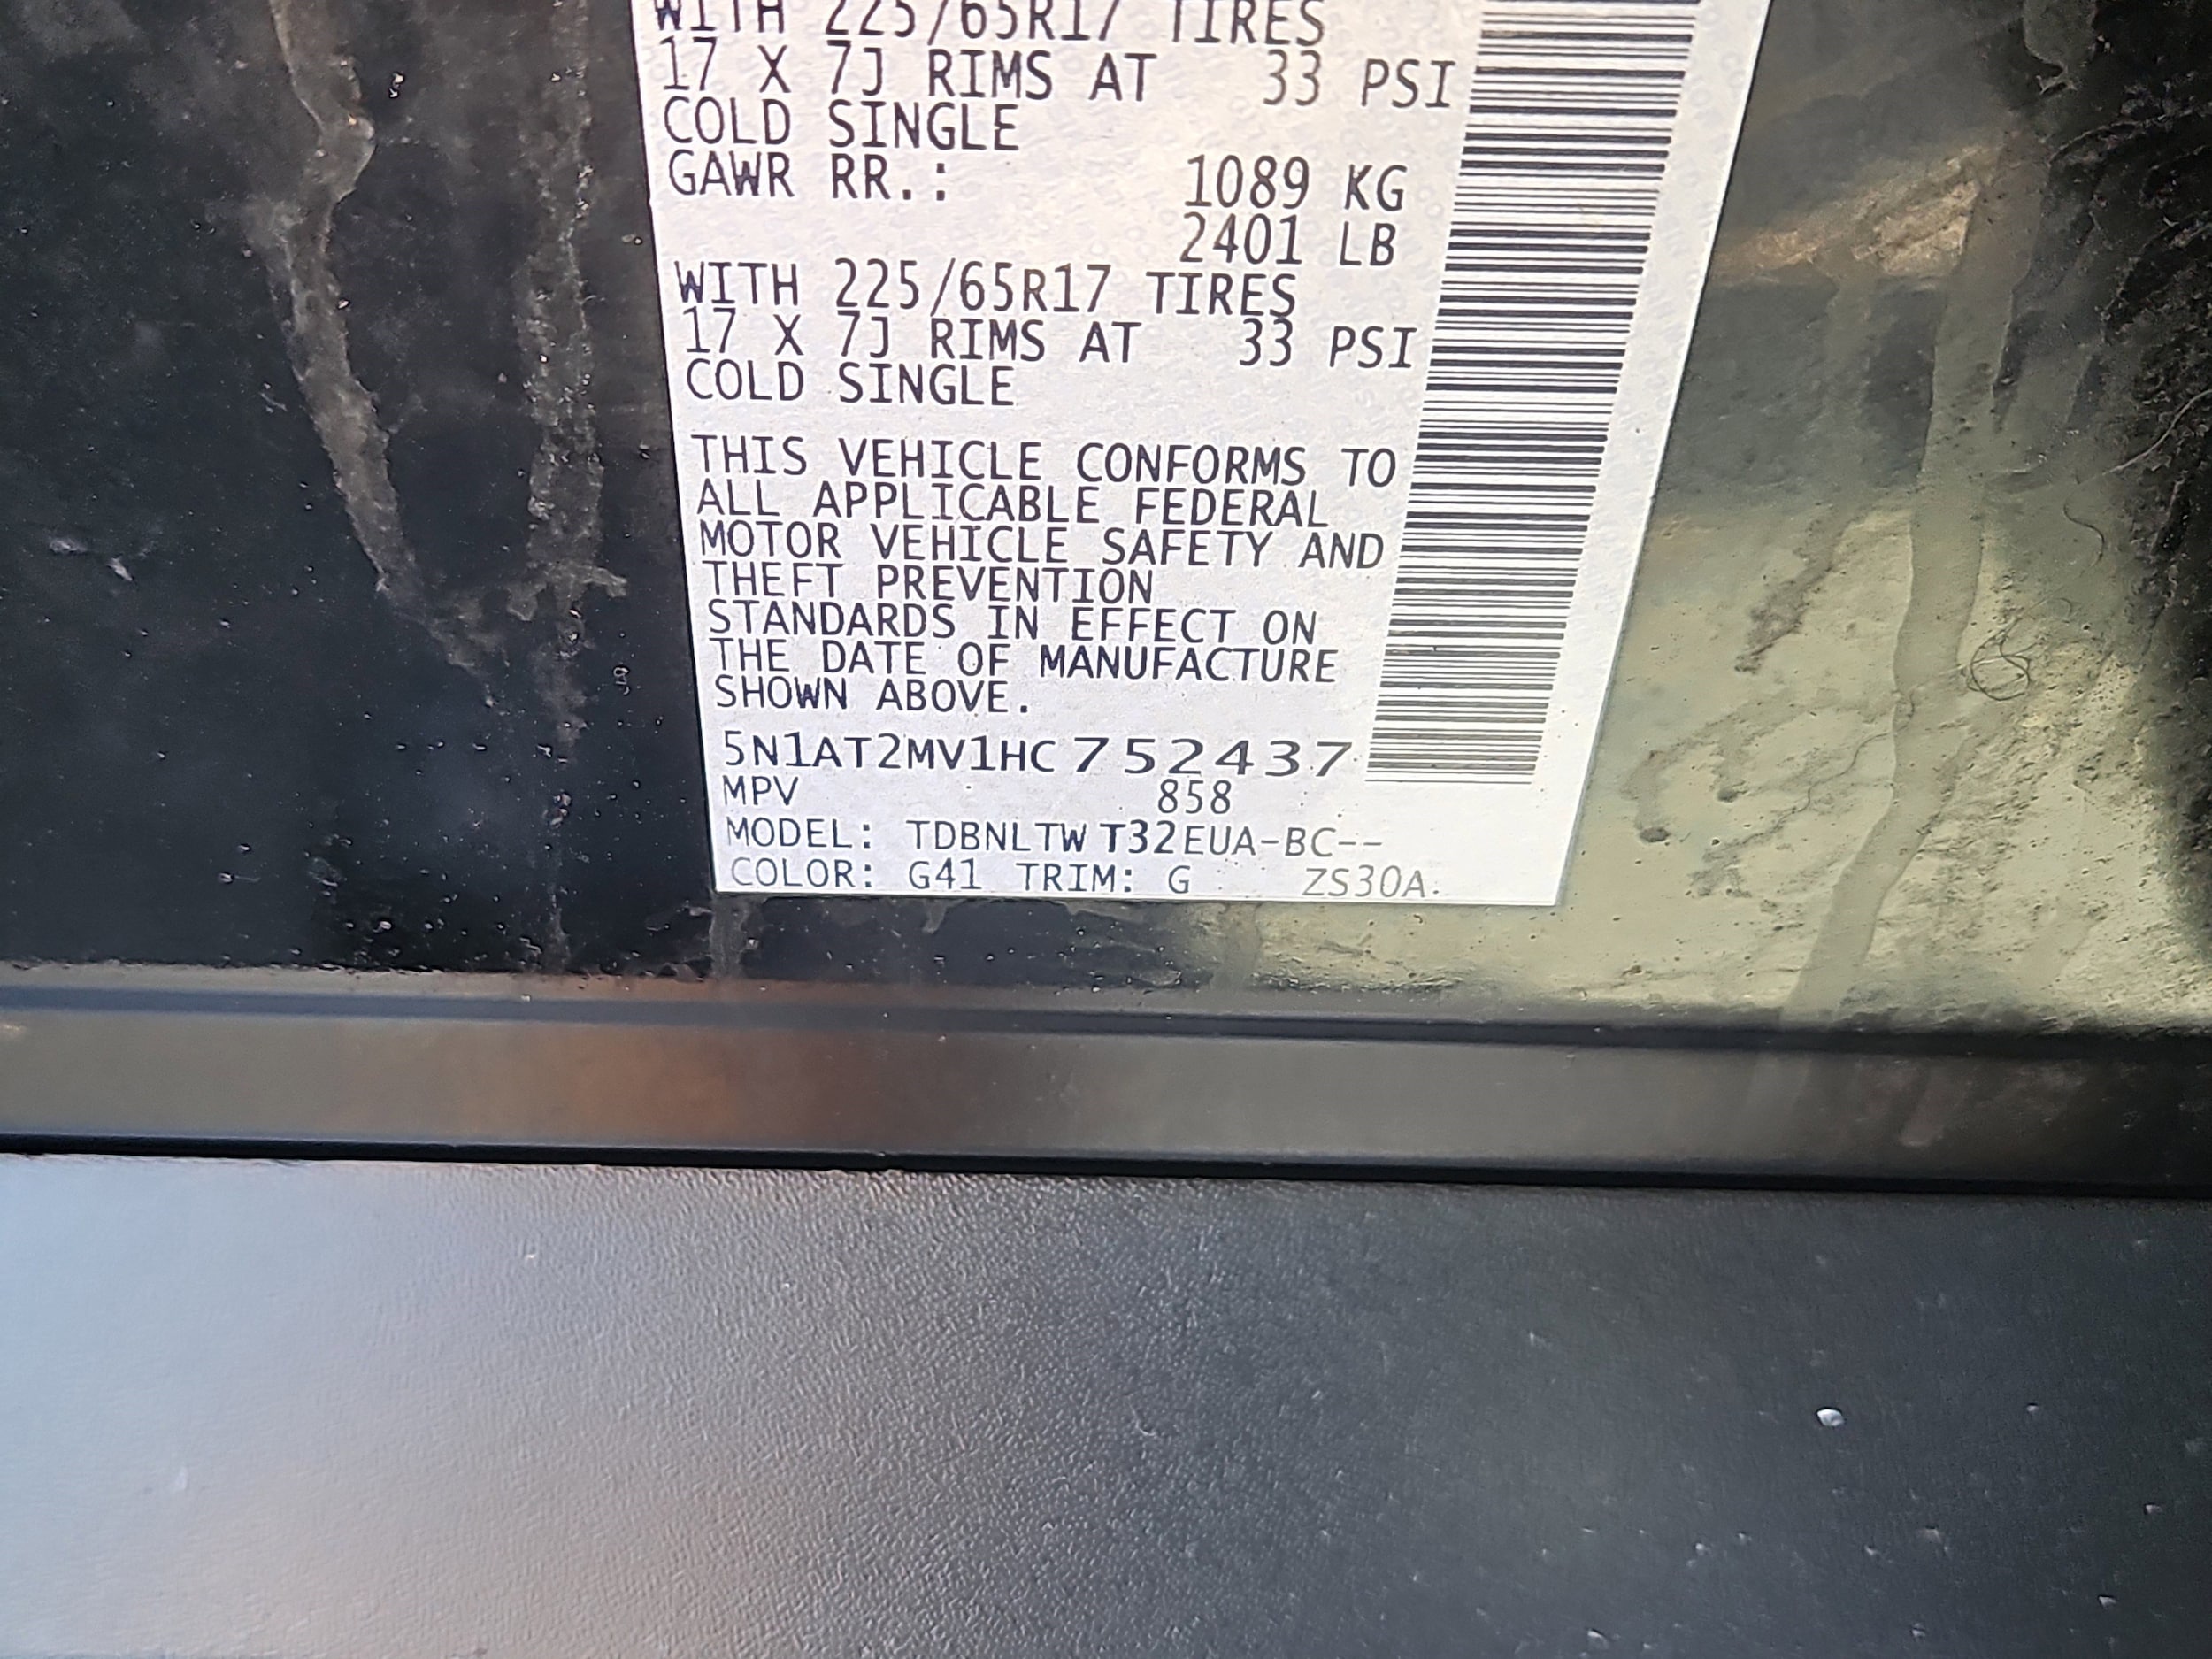 WITH 225/65R17 TIRES
17 X 7J RIMS AT 33 PSI
COLD SINGLE
GAWR RR.: 1089 KG
2401 LB
WITH 225/65R17 TIRES
17 X 7J RIMS AT 33 PSI
COLD SINGLE
THIS VEHICLE CONFORMS TO
ALL APPLICABLE FEDERAL
MOTOR VEHICLE SAFETY AND
THEFT PREVENTION
STANDARDS IN EFFECT ON
THE DATE OF MANUFACTURE
SHOWN ABOVE.
5N1AT2MV1HC752437
MPV 858
MODEL: TDBNLTW T32EUA-BC--
COLOR: G41 TRIM: G ZS30A.